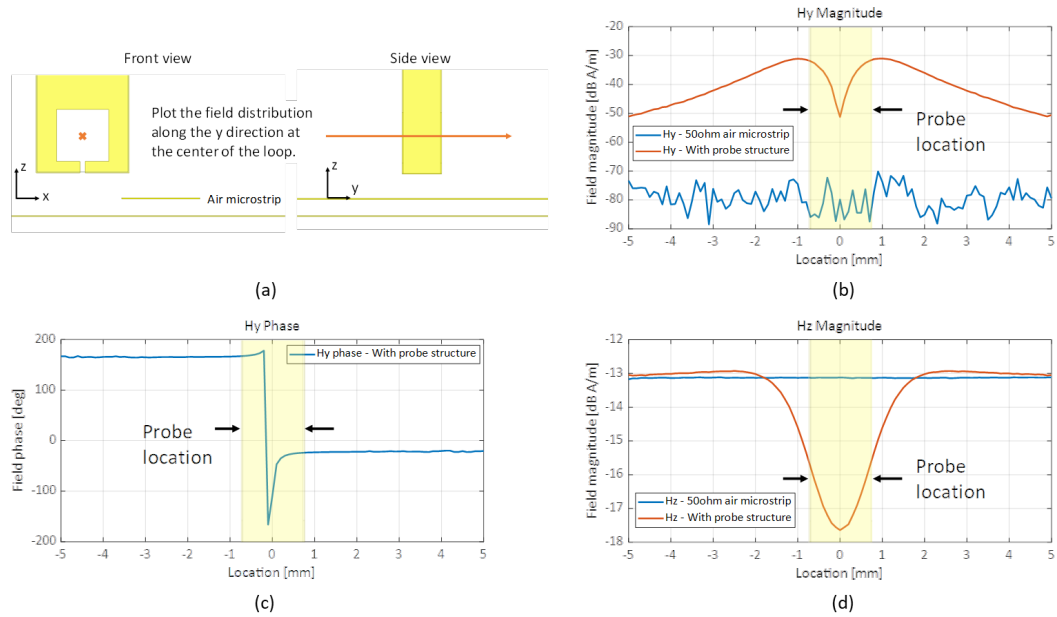 Front view
Side view
Plot the field distribution
along the y direction at
the center of the loop.
z
x
Air microstrip
z
y
(a)
Hy Magnitude
Field magnitude [dB A/m]
-20
-30
-40
-50
-60
-70
-80
-90
Probe
location
Hy - 50ohm air microstrip
Hy - With probe structure
-5 -4 -3 -2 -1 0 1 2 3 4 5
Location [mm]
(b)
Hy Phase
Field phase [deg]
200
100
0
-100
-200
Hy phase - With probe structure
Probe
location
-5 -4 -3 -2 -1 0 1 2 3 4 5
Location [mm]
(c)
Hz Magnitude
Field magnitude [dB A/m]
-12
-13
-14
-15
-16
-17
-18
Probe
location
Hz - 50ohm air microstrip
Hz - With probe structure
-5 -4 -3 -2 -1 0 1 2 3 4 5
Location [mm]
(d)